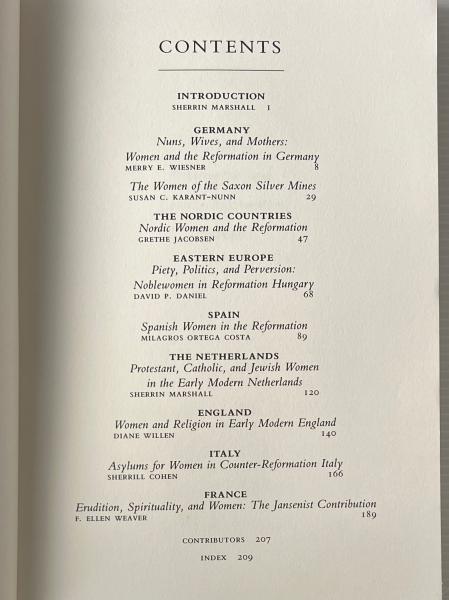 CONTENTS
INTRODUCTION
SHERRIN MARSHALL 1
GERMANY
Nuns, Wives, and Mothers:
Women and the Reformation in Germany
MERRY E. WIESNER 8
The Women of the Saxon Silver Mines
SUSAN C. KARANT-NUNN 29
THE NORDIC COUNTRIES
Nordic Women and the Reformation
GRETHE JACOBSEN 47
EASTERN EUROPE
Piety, Politics, and Perversion:
Noblewomen in Reformation Hungary
DAVID P. DANIEL 68
SPAIN
Spanish Women in the Reformation
MILAGROS ORTEGA COSTA 89
THE NETHERLANDS
Protestant, Catholic, and Jewish Women
in the Early Modern Netherlands
SHERRIN MARSHALL 120
ENGLAND
Women and Religion in Early Modern England
DIANE WILLEN 140
ITALY
Asylums for Women in Counter-Reformation Italy
SHERRILL COHEN 166
FRANCE
Erudition, Spirituality, and Women: The Jansenist Contribution
F. ELLEN WEAVER 189
CONTRIBUTORS 207
INDEX 209